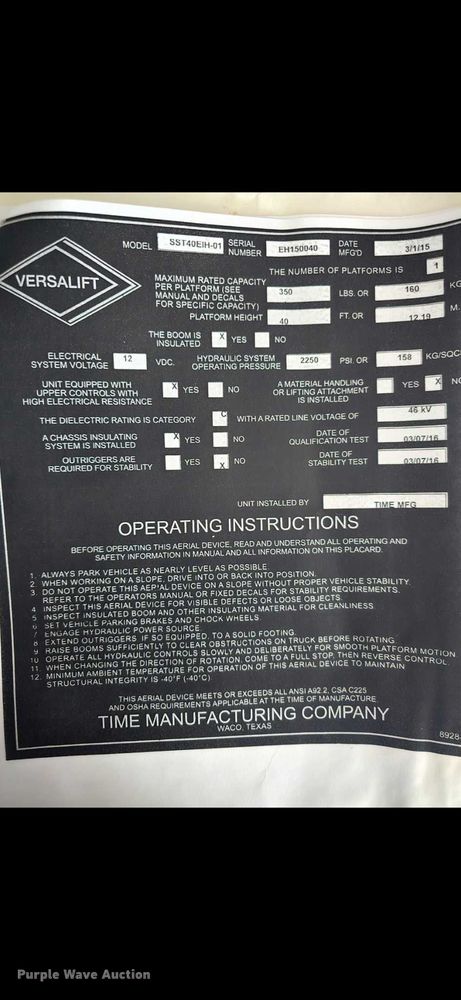 MODEL SST40EIH-01 SERIAL NUMBER EH150040 DATE MFG'D 3/1/15
VERSALIFT
THE NUMBER OF PLATFORMS IS 1
MAXIMUM RATED CAPACITY
PER PLATFORM (SEE
MANUAL AND DECALS
FOR SPECIFIC CAPACITY) 350 LBS. OR 160 KG
PLATFORM HEIGHT 40 FT. OR 12.19 M.
THE BOOM IS
INSULATED X YES NO
ELECTRICAL
SYSTEM VOLTAGE 12 VDC. HYDRAULIC SYSTEM
OPERATING PRESSURE 2250 PSI. OR 158 KG/SQC
UNIT EQUIPPED WITH
UPPER CONTROLS WITH
HIGH ELECTRICAL RESISTANCE X YES NO
A MATERIAL HANDLING
OR LIFTING ATTACHMENT
IS INSTALLED YES X NO
THE DIELECTRIC RATING IS CATEGORY C WITH A RATED LINE VOLTAGE OF 46 kV
A CHASSIS INSULATING
SYSTEM IS INSTALLED X YES NO
DATE OF
QUALIFICATION TEST 03/07/16
OUTRIGGERS ARE
REQUIRED FOR STABILITY YES X NO
DATE OF
STABILITY TEST 03/07/16
UNIT INSTALLED BY TIME MFG
OPERATING INSTRUCTIONS
BEFORE OPERATING THIS AERIAL DEVICE, READ AND UNDERSTAND ALL OPERATING AND
SAFETY INFORMATION IN MANUAL AND ALL INFORMATION ON THIS PLACARD.
1. ALWAYS PARK VEHICLE AS NEARLY LEVEL AS POSSIBLE.
2. WHEN WORKING ON A SLOPE, DRIVE INTO OR BACK INTO POSITION.
3. DO NOT OPERATE THIS AERIAL DEVICE ON A SLOPE WITHOUT PROPER VEHICLE STABILITY.
REFER TO THE OPERATORS MANUAL OR FIXED DECALS FOR STABILITY REQUIREMENTS.
4 INSPECT THIS AERIAL DEVICE FOR VISIBLE DEFECTS OR LOOSE OBJECTS.
5 INSPECT INSULATED BOOM AND OTHER INSULATING MATERIAL FOR CLEANLINESS
6 SET VEHICLE PARKING BRAKES AND CHOCK WHEELS
7 ENGAGE HYDRAULIC POWER SOURCE
8 EXTEND OUTRIGGERS IF SO EQUIPPED, TO A SOLID FOOTING.
9 RAISE BOOMS SUFFICIENTLY TO CLEAR OBSTRUCTIONS ON TRUCK BEFORE ROTATING.
10 OPERATE ALL HYDRAULIC CONTROLS SLOWLY AND DELIBERATELY FOR SMOOTH PLATFORM MOTION
11. WHEN CHANGING THE DIRECTION OF ROTATION, COME TO A FULL STOP, THEN REVERSE CONTROL
12. MINIMUM AMBIENT TEMPERATURE FOR OPERATION OF THIS AERIAL DEVICE TO MAINTAIN
STRUCTURAL INTEGRITY IS -40°F (-40°C)
THIS AERIAL DEVICE MEETS OR EXCEEDS ALL ANSI A92.2, CSA C225
AND OSHA REQUIREMENTS APPLICABLE AT THE TIME OF MANUFACTURE
TIME MANUFACTURING COMPANY
WACO, TEXAS
8928-
Purple Wave Auction